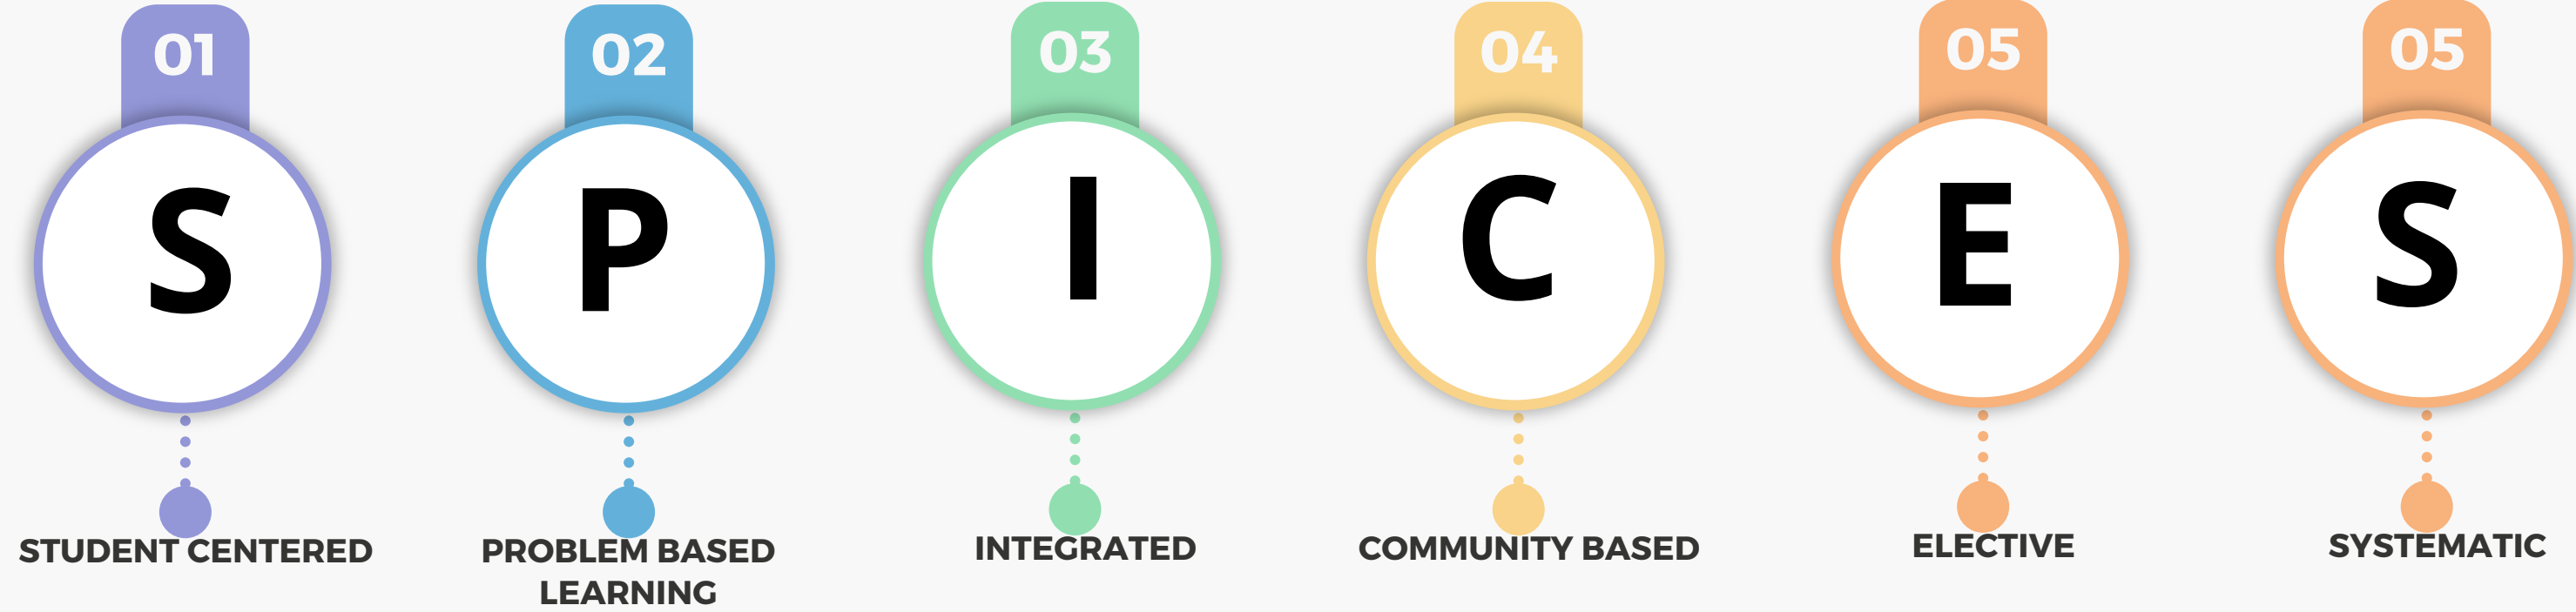 01
S
STUDENT CENTERED
02
P
PROBLEM BASED
LEARNING
03
I
INTEGRATED
04
C
COMMUNITY BASED
05
E
ELECTIVE
05
S
SYSTEMATIC